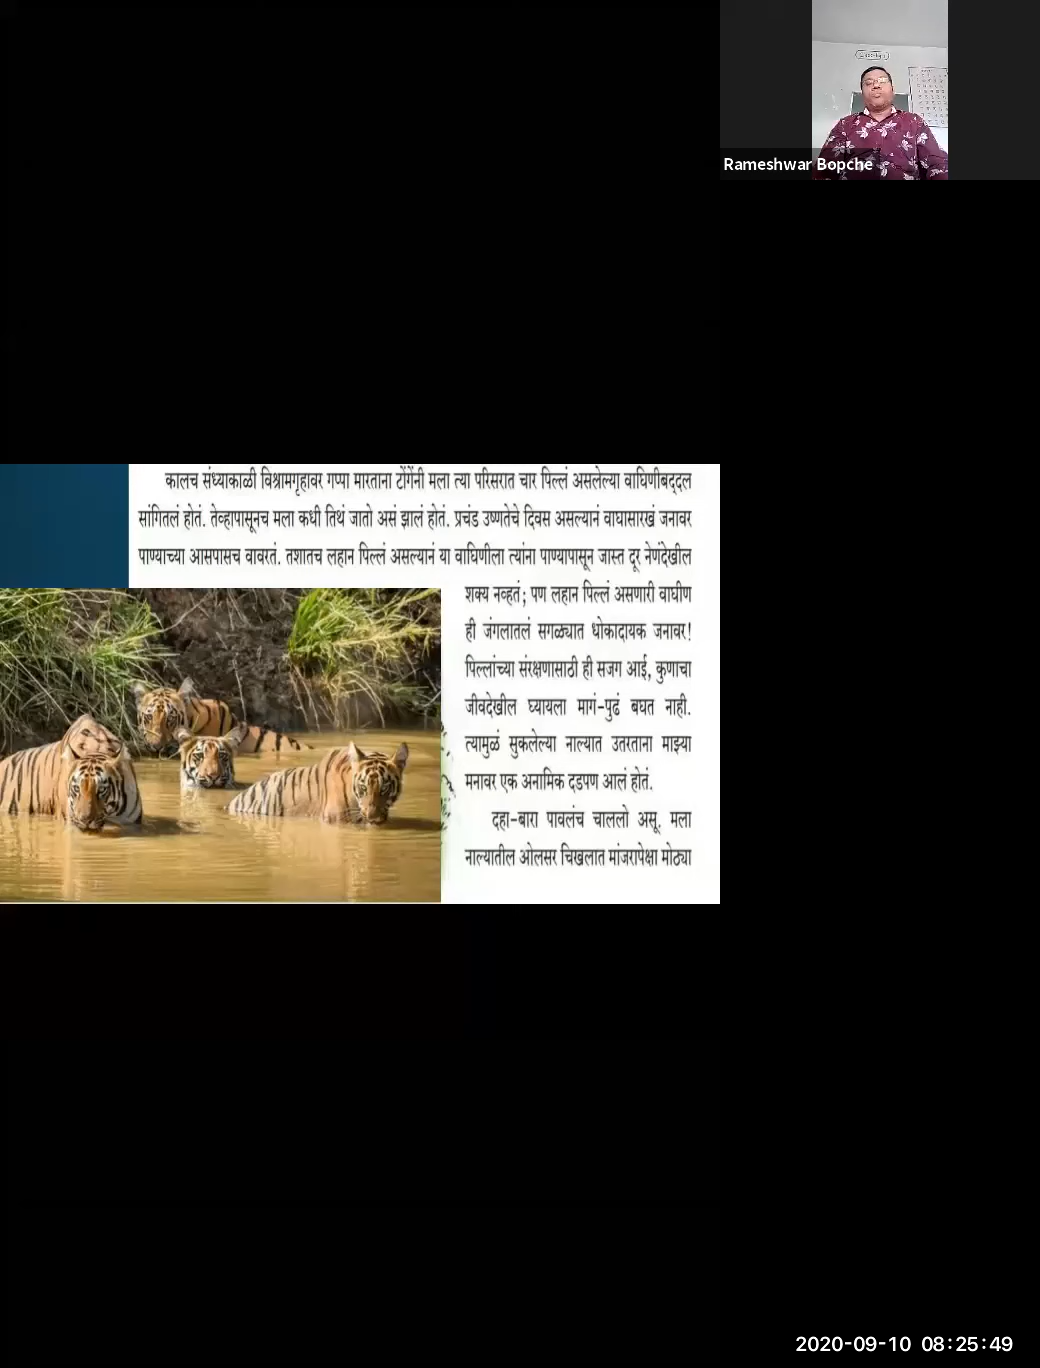 Rameshwar Bopche
कालच संध्याकाळी विश्रामगृहावर गप्पा मारताना टोंगेंनी मला त्या परिसरात चार पिल्लं असलेल्या वाघिणीबद्दल
सांगितलं होतं. तेव्हापासूनच मला कधी तिथं जातो असं झालं होतं. प्रचंड उष्णतेचे दिवस असल्यानं वाघासारखं जनावर
पाण्याच्या आसपासच वावरतं. तशातच लहान पिल्लं असल्यानं या वाघिणीला त्यांना पाण्यापासून जास्त दूर नेणंदेखील
शक्य नव्हतं; पण लहान पिल्लं असणारी वाघीण
ही जंगलातलं सगळ्यात धोकादायक जनावर!
पिल्लांच्या संरक्षणासाठी ही सजग आई, कुणाचा
जीवदेखील घ्यायला मागं-पुढं बघत नाही.
त्यामुळं सुकलेल्या नाल्यात उतरताना माझ्या
मनावर एक अनामिक दडपण आलं होतं.
दहा-बारा पावलंच चाललो असू. मला
नाल्यातील ओलसर चिखलात मांजरापेक्षा मोठ्या
2020-09-10 08:25:49